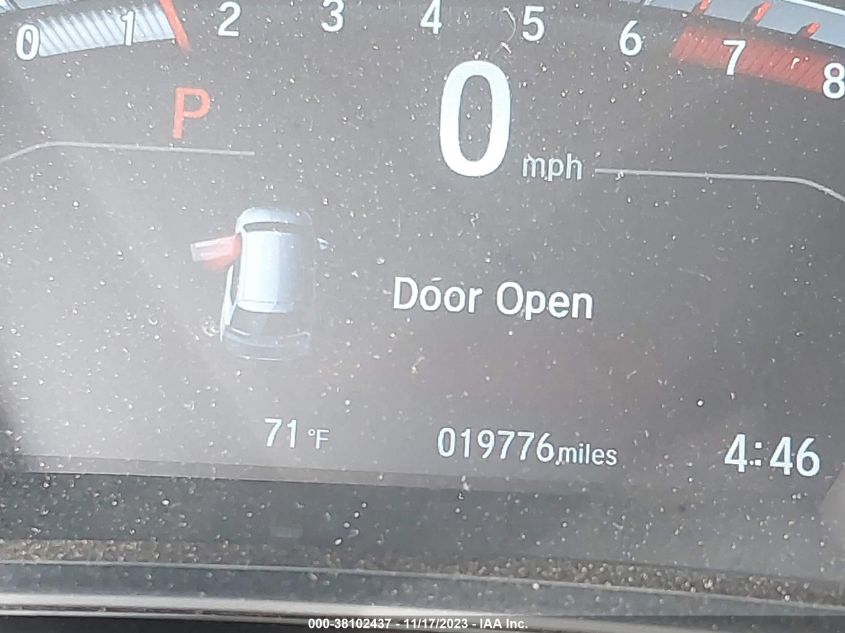 0 1 2 3 4 5 6 7 8
P
0 mph
Door Open
71 °F 019776 miles 4:46
000-38102437 - 11/17/2023 - IAA Inc.